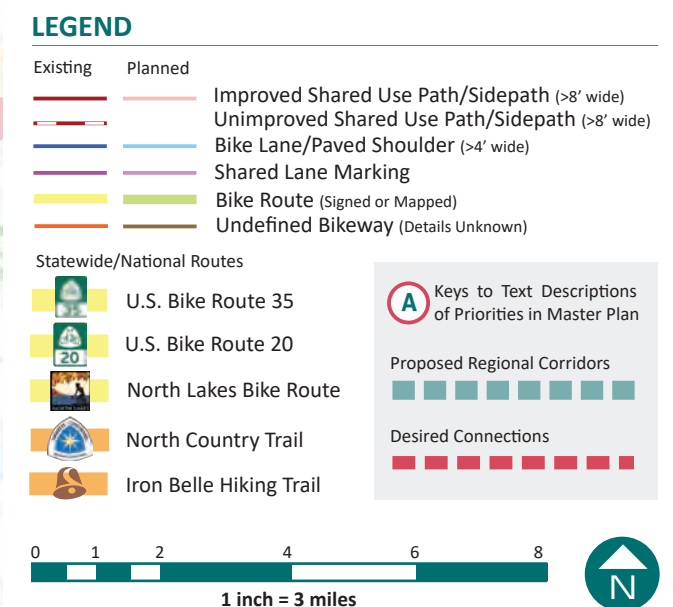 LEGEND
Existing Planned
Improved Shared Use Path/Sidepath (>8' wide)
Unimproved Shared Use Path/Sidepath (>8' wide)
Bike Lane/Paved Shoulder (>4' wide)
Shared Lane Marking
Bike Route (Signed or Mapped)
Undefined Bikeway (Details Unknown)
Statewide/National Routes
35
U.S. Bike Route 35
20
U.S. Bike Route 20
North Lakes Bike Route
North Country Trail
Iron Belle Hiking Trail
A
Keys to Text Descriptions
of Priorities in Master Plan
Proposed Regional Corridors
Desired Connections
0 1 2 4 6 8
1 inch = 3 miles
N